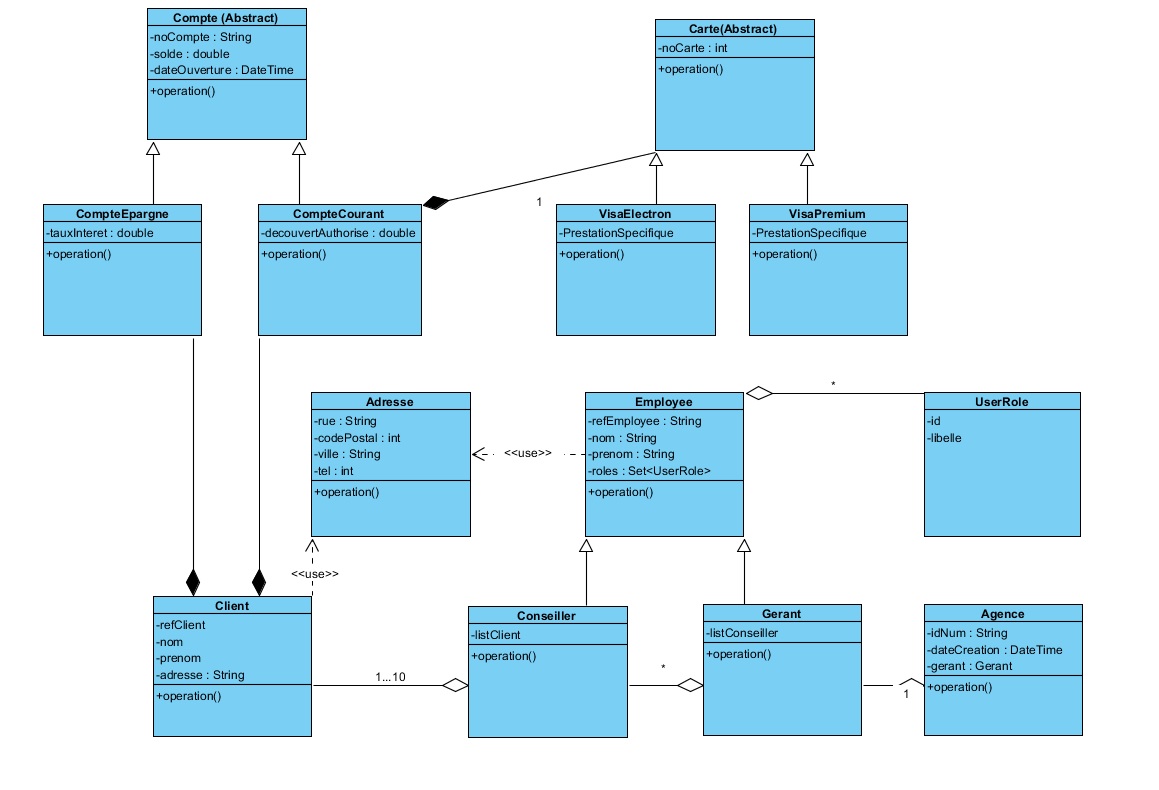 Compte (Abstract)
-noCompte : String
-solde : double
-dateOuverture : DateTime
+operation()
Carte(Abstract)
-noCarte : int
+operation()
CompteEpargne
-tauxInteret : double
+operation()
CompteCourant
-decouvertAuthorise : double
+operation()
1
VisaElectron
-PrestationSpecifique
+operation()
VisaPremium
-PrestationSpecifique
+operation()
Adresse
-rue : String
-codePostal : int
-ville : String
-tel : int
+operation()
<<use>>
Employee
-refEmployee : String
-nom : String
-prenom : String
-roles : Set<UserRole>
+operation()
*
UserRole
-id
-libelle
<<use>>
Client
-refClient
-nom
-prenom
-adresse : String
+operation()
1...10
Conseiller
-listClient
+operation()
*
Gerant
-listConseiller
+operation()
1
Agence
-idNum : String
-dateCreation : DateTime
-gerant : Gerant
+operation()